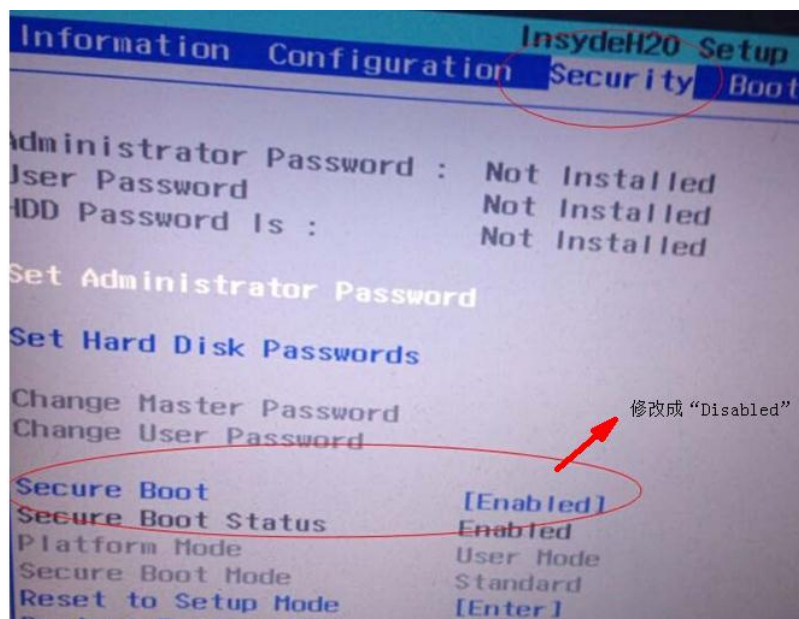 InsydeH20 Setup
Information Configuration Security Boot
Administrator Password : Not Installed
User Password Not Installed
HDD Password Is : Not Installed
Set Administrator Password
Set Hard Disk Passwords
Change Master Password
Change User Password
修改成“Disabled”
Secure Boot [Enabled]
Secure Boot Status Enabled
Platform Mode User Mode
Secure Boot Mode Standard
Reset to Setup Mode [Enter]